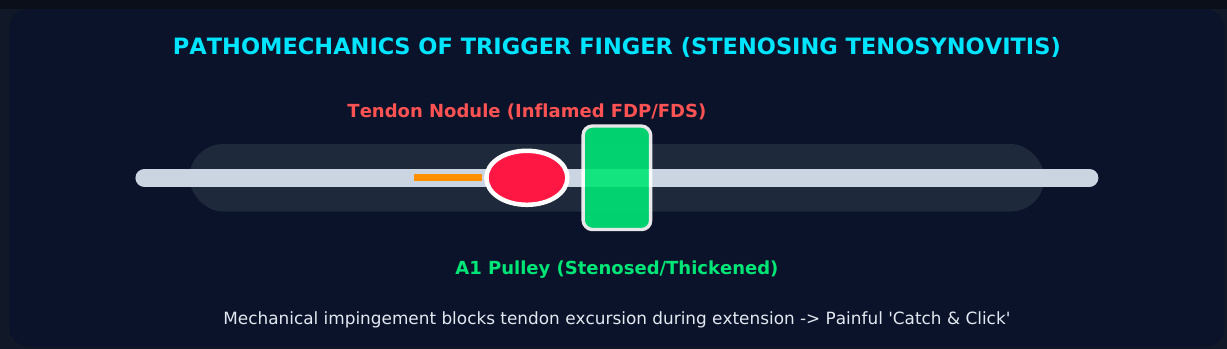 PATHOMECHANICS OF TRIGGER FINGER (STENOSING TENOSYNOVITIS)
Tendon Nodule (Inflamed FDP/FDS)
A1 Pulley (Stenosed/Thickened)
Mechanical impingement blocks tendon excursion during extension -> Painful 'Catch & Click'